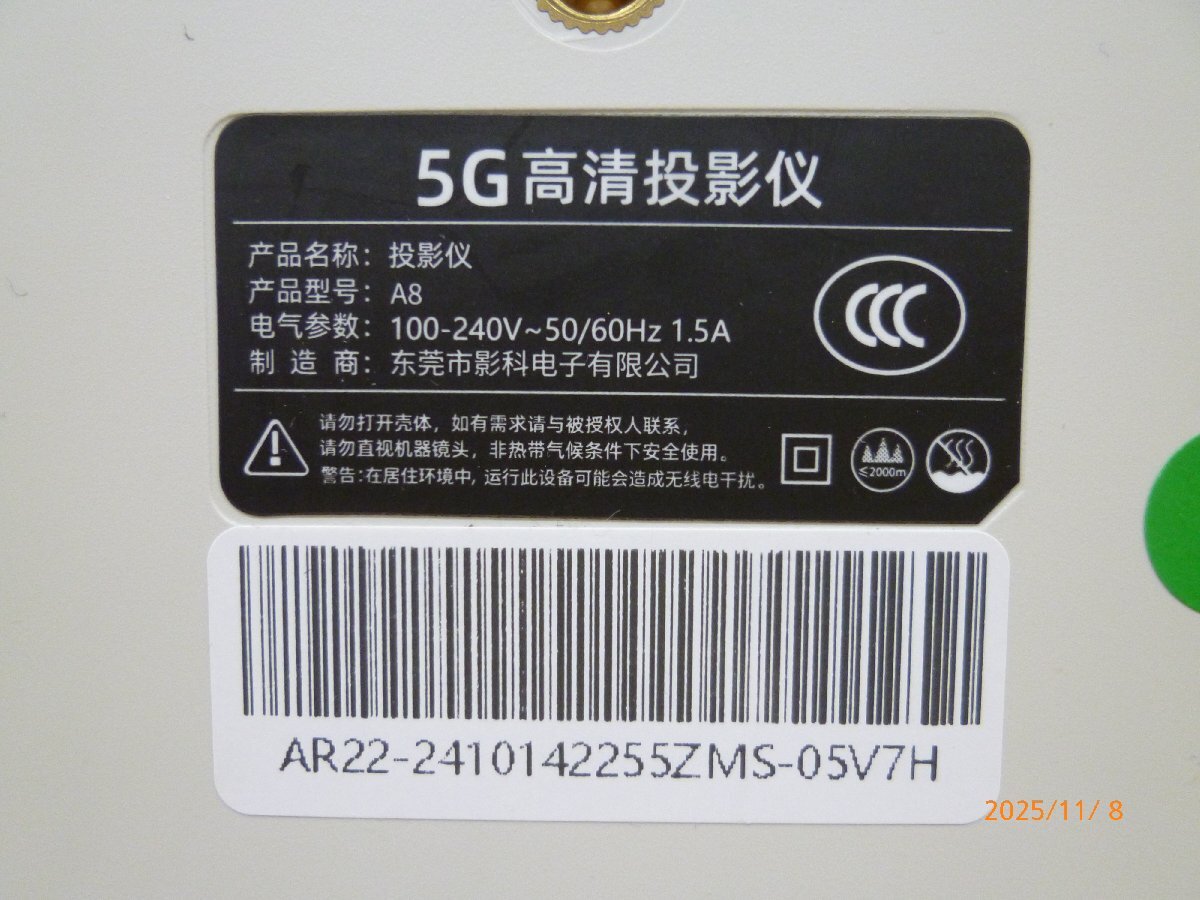 5G高清投影仪
产品名称：投影仪
产品型号：A8
电气参数：100-240V~50/60Hz 1.5A
制 造 商：东莞市影科电子有限公司
CCC
请勿打开壳体，如有需求请与被授权人联系，
请勿直视机器镜头，非热带气候条件下安全使用。
警告:在居住环境中, 运行此设备可能会造成无线电干扰。
≤2000m
AR22-2410142255ZMS-05V7H
2025/11/ 8